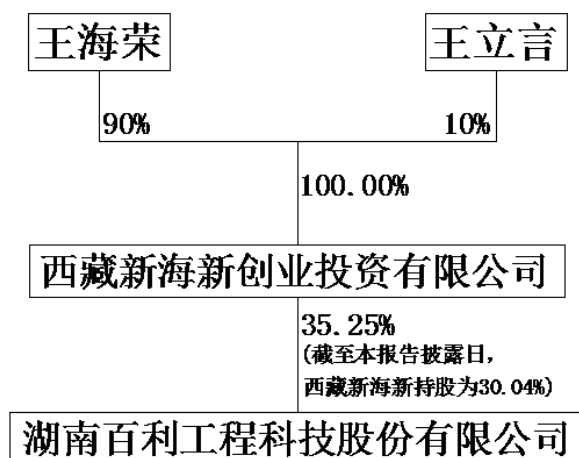 王海荣
王立言
90%
10%
100.00%
西藏新海新创业投资有限公司
35.25%
(截至本报告披露日,
西藏新海新持股为30.04%)
湖南百利工程科技股份有限公司